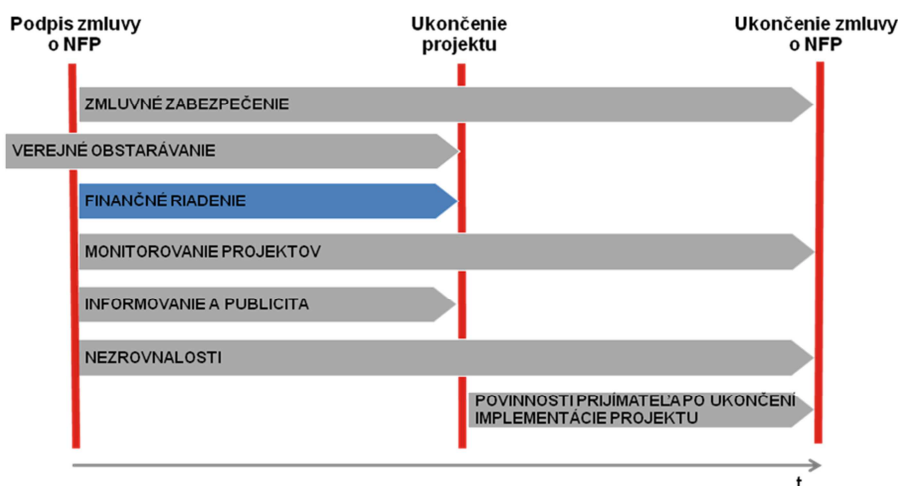 Podpis zmluvy
o NFP
Ukončenie
projektu
Ukončenie zmluvy
o NFP
ZMLUVNÉ ZABEZPEČENIE
VEREJNÉ OBSTARÁVANIE
FINANČNÉ RIADENIE
MONITOROVANIE PROJEKTOV
INFORMOVANIE A PUBLICITA
NEZROVNALOSTI
POVINNOSTI PRIJÍMATEĽA PO UKONČENÍ
IMPLEMENTÁCIE PROJEKTU
t